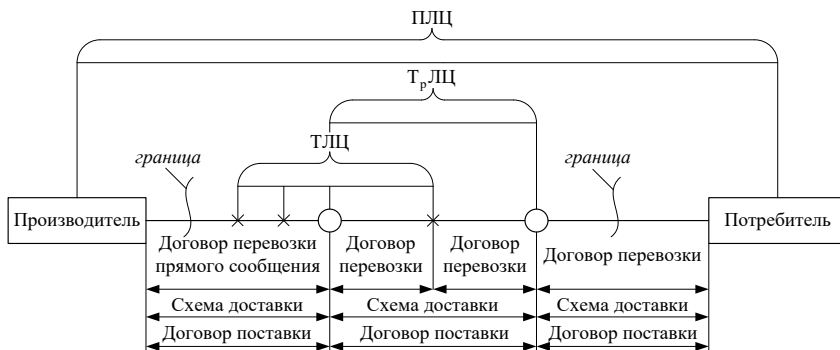 ПЛЦ
ТрЛЦ
ТЛЦ
граница
граница
Производитель
Потребитель
Договор перевозки
прямого сообщения
Договор
перевозки
Договор
перевозки
Договор перевозки
Схема доставки
Схема доставки
Схема доставки
Договор поставки
Договор поставки
Договор поставки